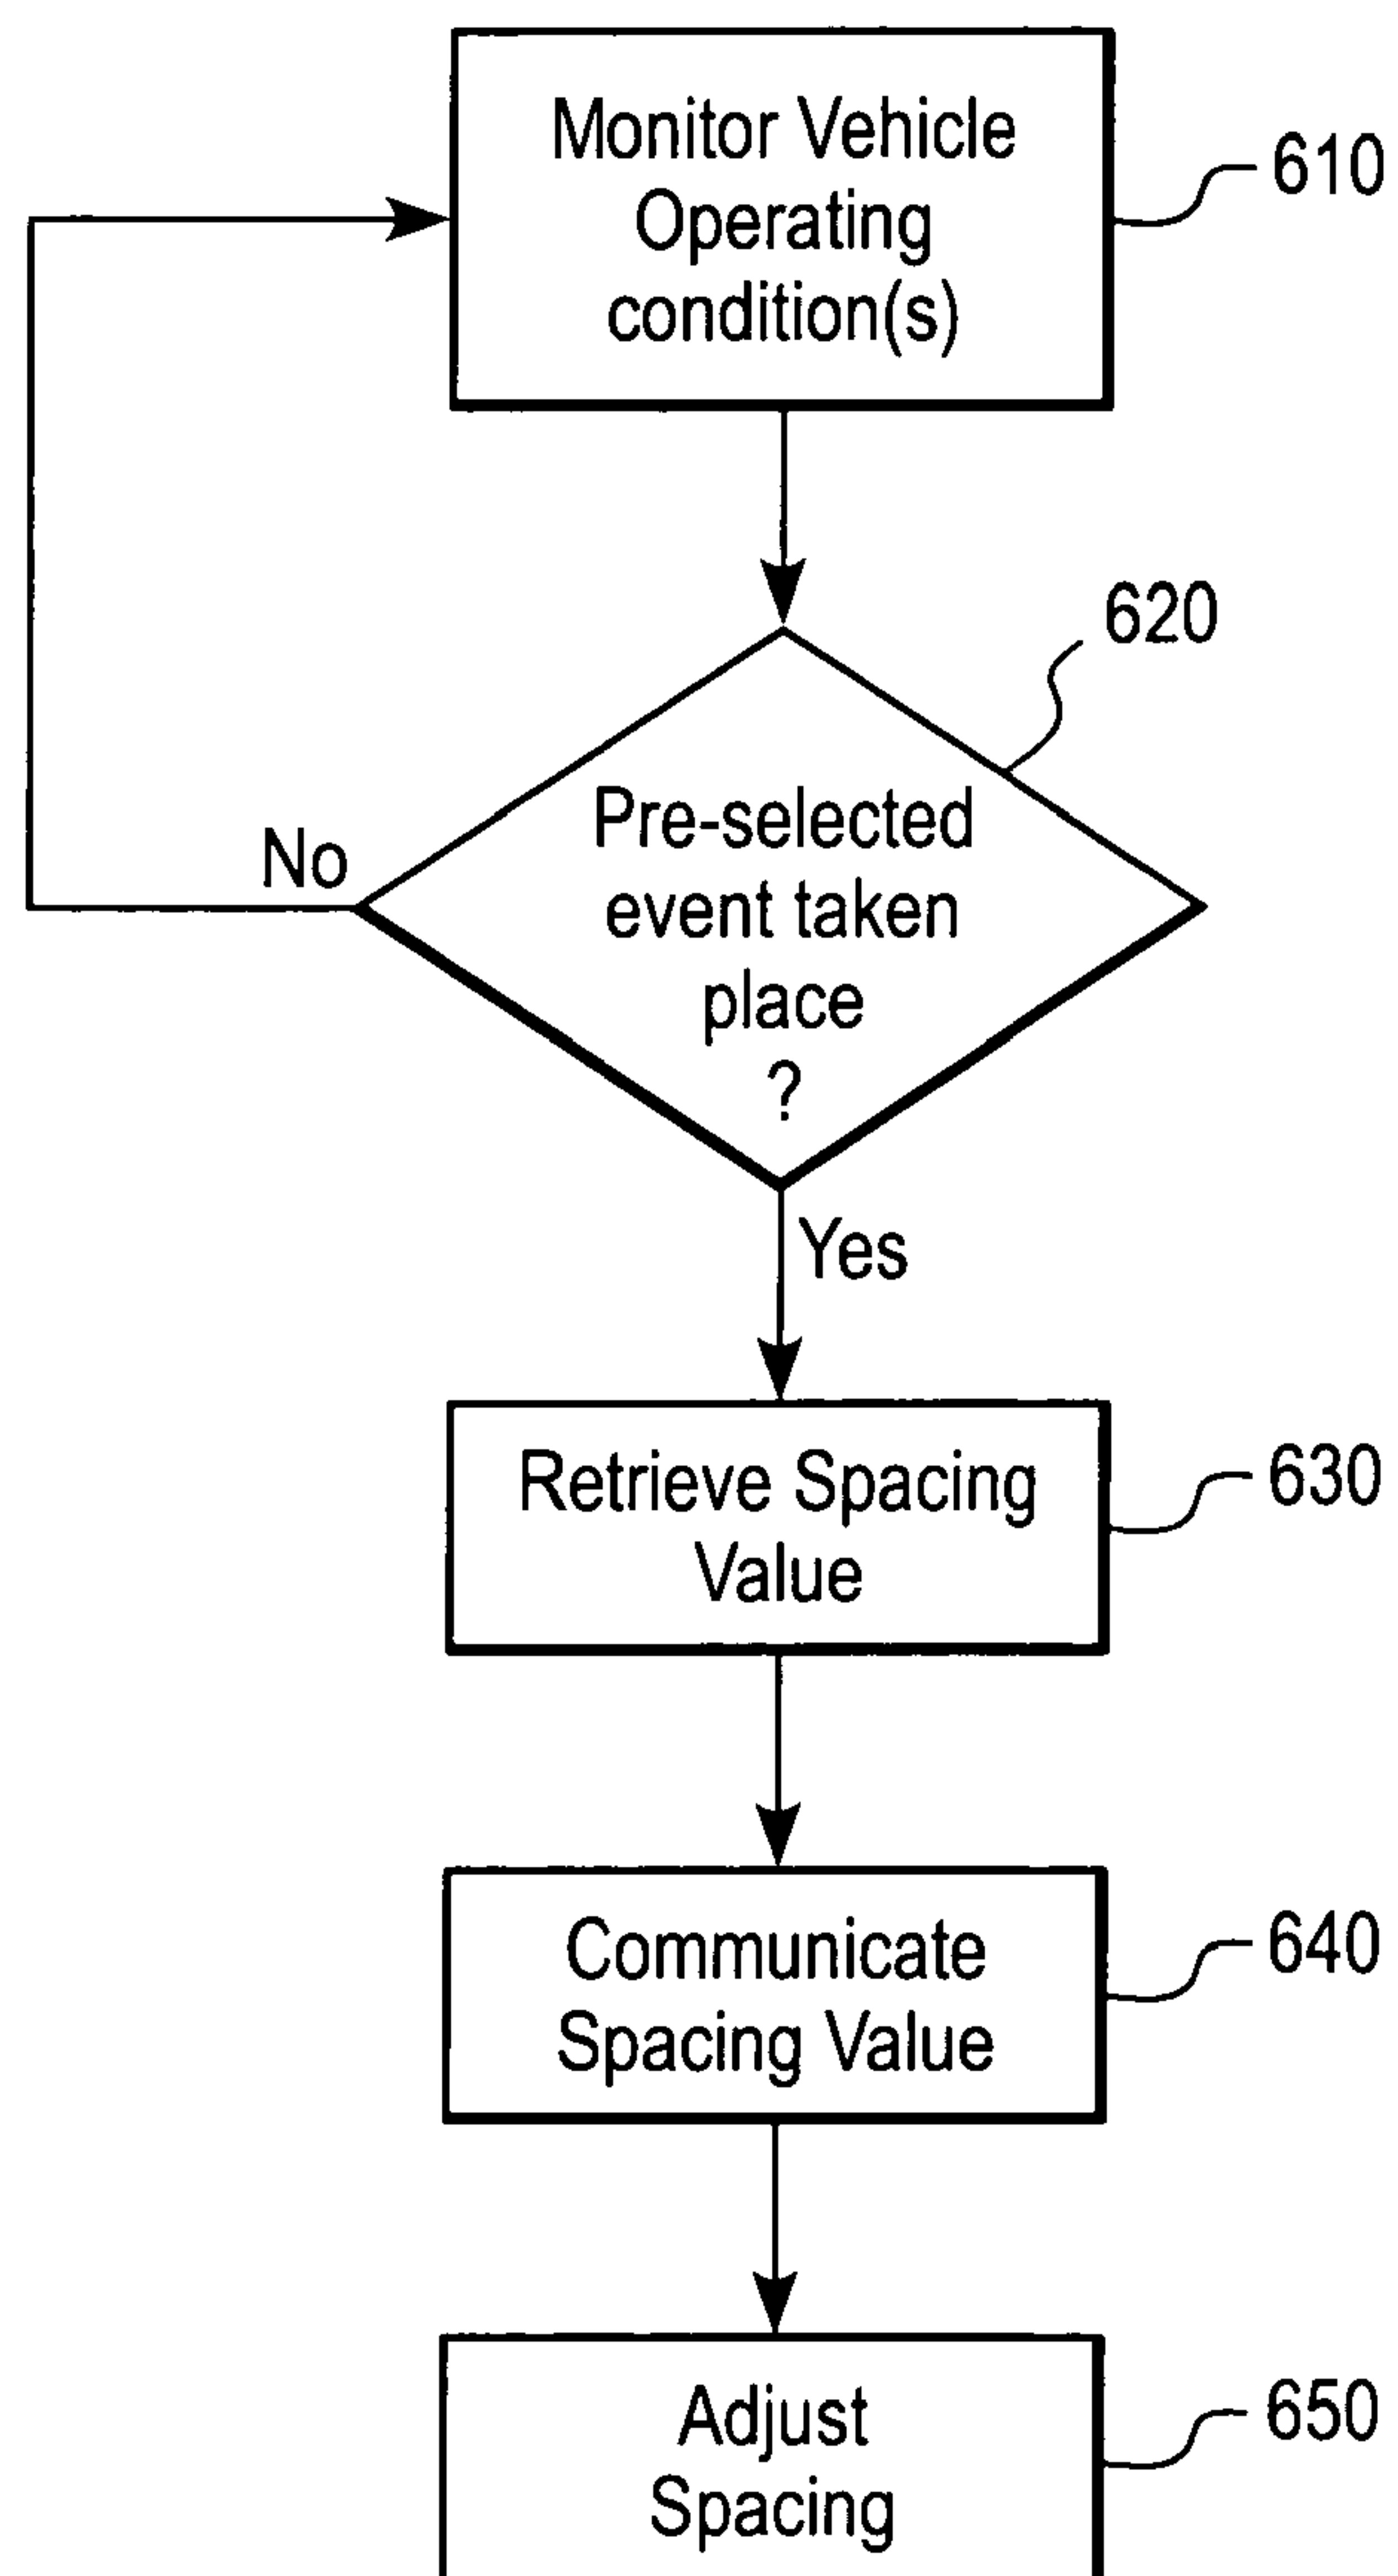 Monitor Vehicle
Operating
condition(s)
610
620
Pre-selected
event taken
place
?
No
Yes
Retrieve Spacing
Value
630
Communicate
Spacing Value
640
Adjust
Spacing
650